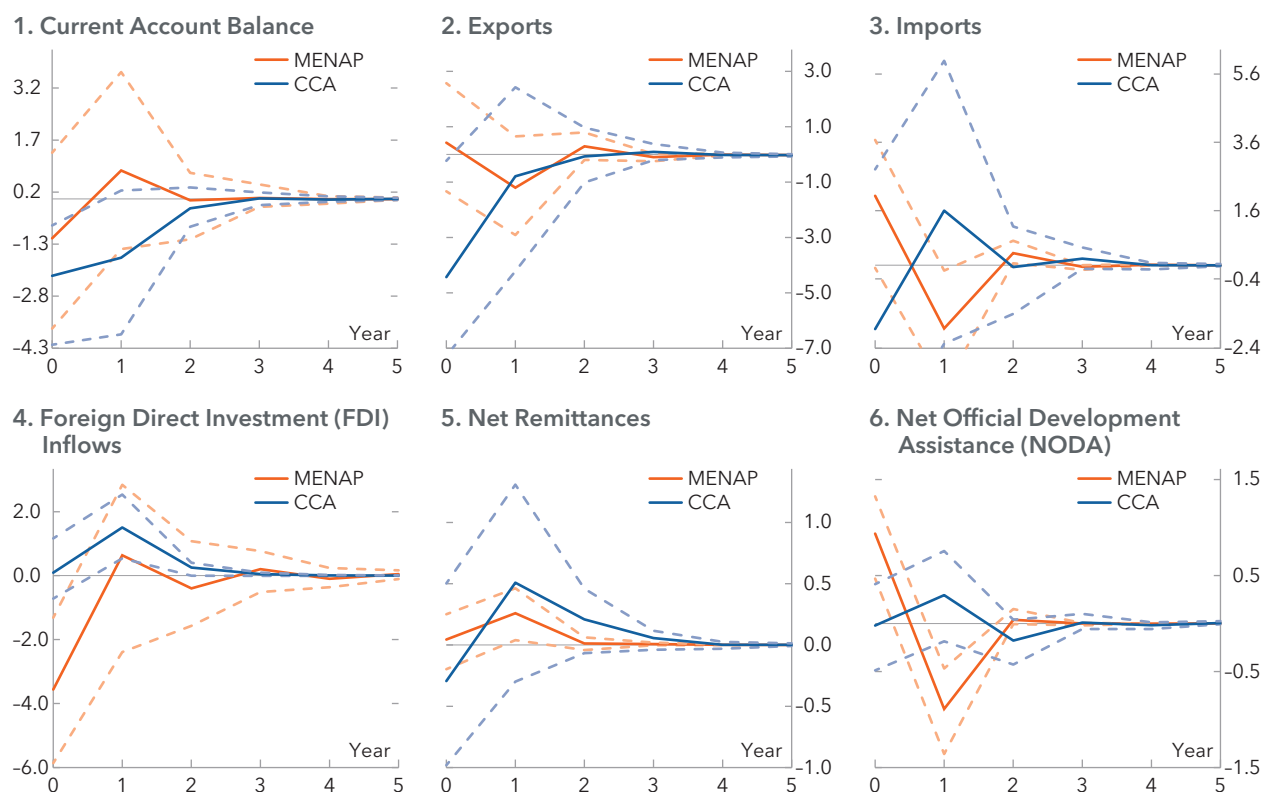 1. Current Account Balance
MENAP
CCA
3.2
1.7
0.2
–1.3
–2.8
–4.3
Year
0 1 2 3 4 5
2. Exports
MENAP
CCA
3.0
1.0
–1.0
–3.0
–5.0
–7.0
Year
0 1 2 3 4 5
3. Imports
MENAP
CCA
5.6
3.6
1.6
–0.4
–2.4
Year
0 1 2 3 4 5
4. Foreign Direct Investment (FDI)
Inflows
MENAP
CCA
2.0
0.0
–2.0
–4.0
–6.0
Year
0 1 2 3 4 5
5. Net Remittances
MENAP
CCA
1.0
0.5
0.0
–0.5
–1.0
Year
0 1 2 3 4 5
6. Net Official Development
Assistance (NODA)
MENAP
CCA
1.5
0.5
–0.5
–1.5
Year
0 1 2 3 4 5